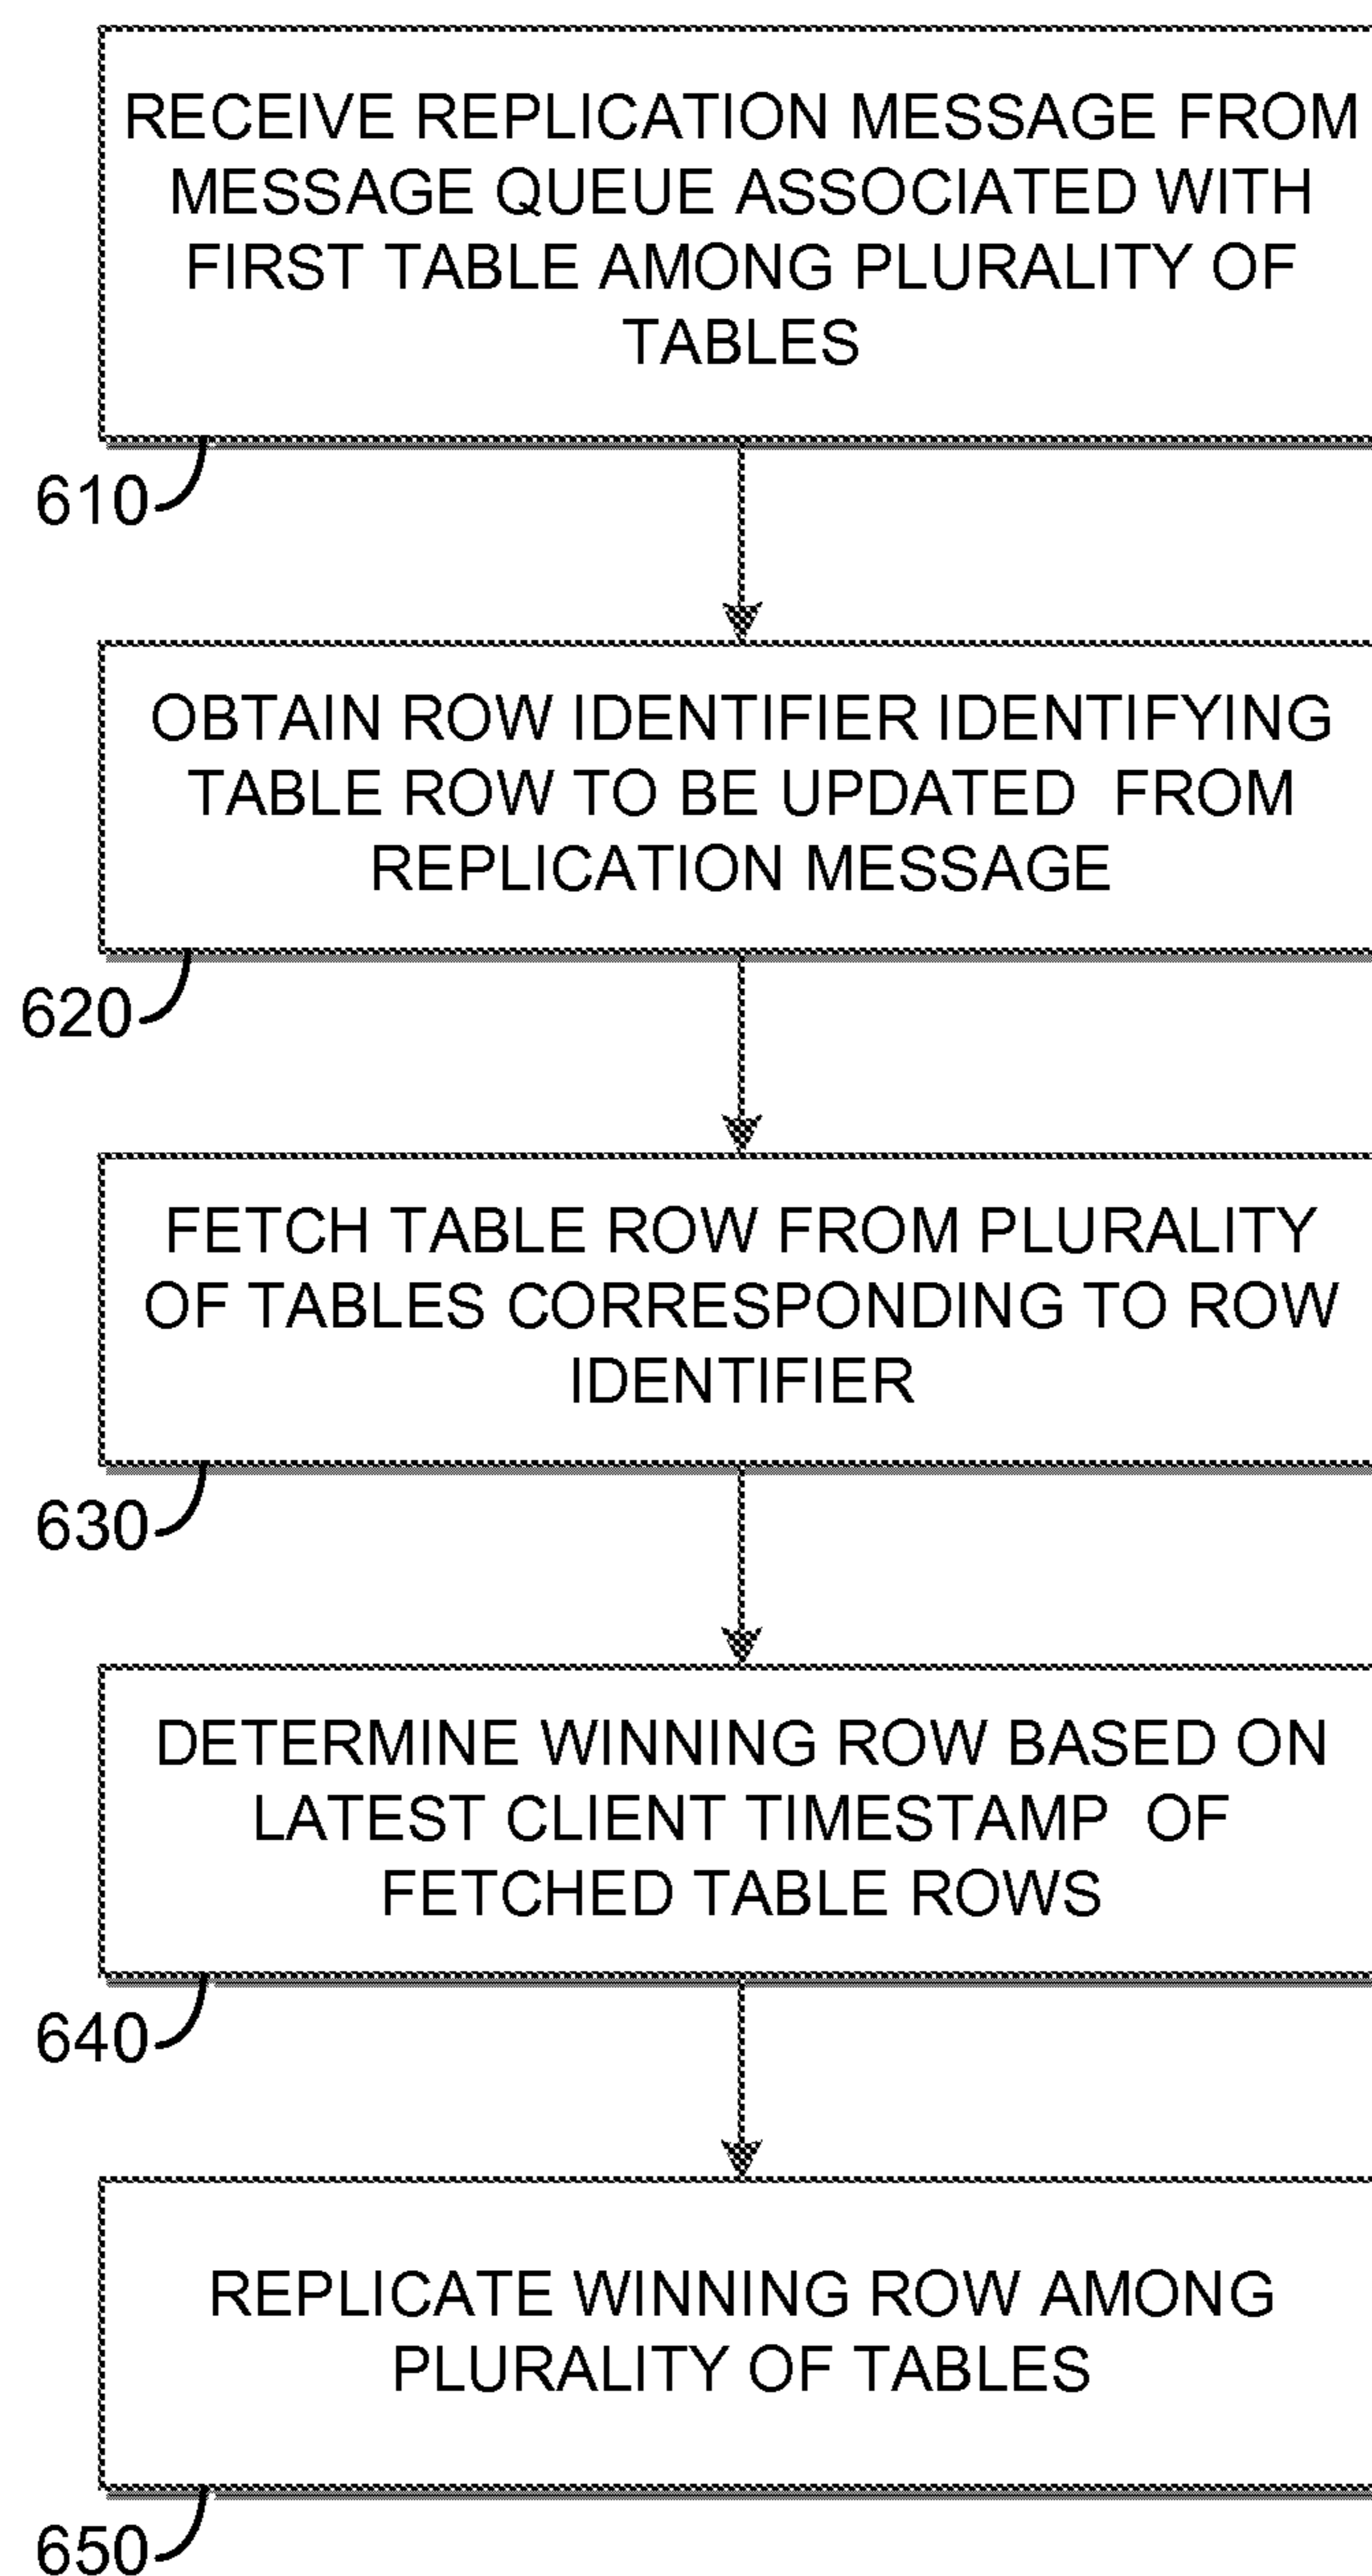 RECEIVE REPLICATION MESSAGE FROM
MESSAGE QUEUE ASSOCIATED WITH
FIRST TABLE AMONG PLURALITY OF
TABLES
610
OBTAIN ROW IDENTIFIER IDENTIFYING
TABLE ROW TO BE UPDATED FROM
REPLICATION MESSAGE
620
FETCH TABLE ROW FROM PLURALITY
OF TABLES CORRESPONDING TO ROW
IDENTIFIER
630
DETERMINE WINNING ROW BASED ON
LATEST CLIENT TIMESTAMP OF
FETCHED TABLE ROWS
640
REPLICATE WINNING ROW AMONG
PLURALITY OF TABLES
650